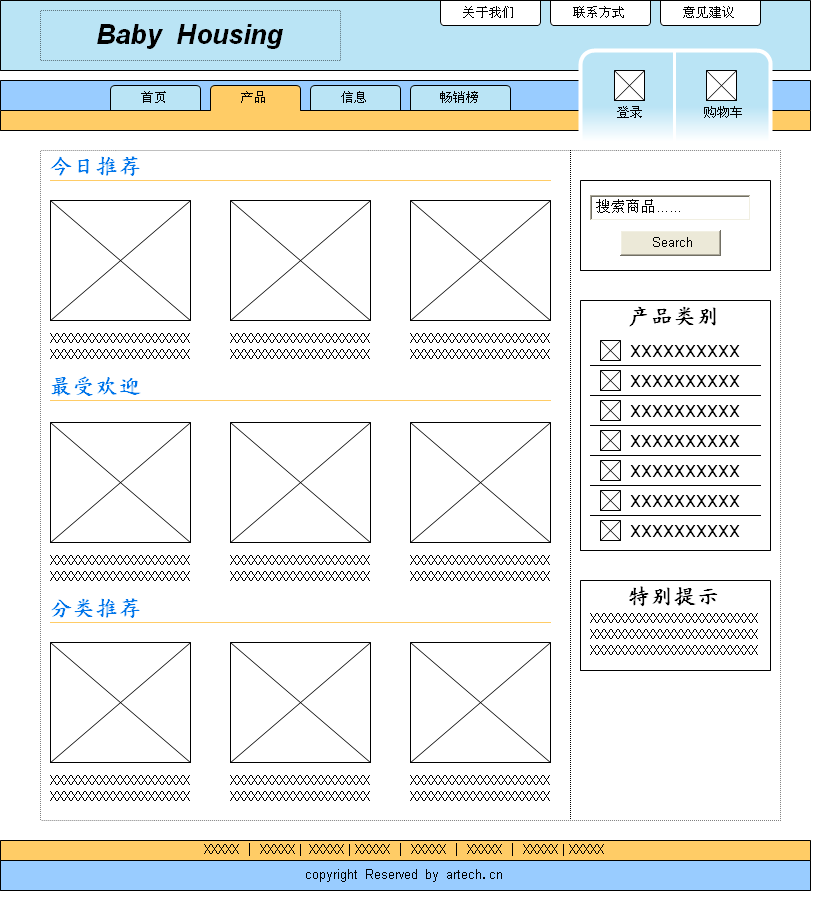 关于我们 联系方式 意见建议
Baby Housing
首页 产品 信息 畅销榜 登录 购物车
今日推荐
XXXXXXXXXXXXXXXXXXXX XXXXXXXXXXXXXXXXXXXX XXXXXXXXXXXXXXXXXXXX
XXXXXXXXXXXXXXXXXXXX XXXXXXXXXXXXXXXXXXXX XXXXXXXXXXXXXXXXXXXX
最受欢迎
XXXXXXXXXXXXXXXXXXXX XXXXXXXXXXXXXXXXXXXX XXXXXXXXXXXXXXXXXXXX
XXXXXXXXXXXXXXXXXXXX XXXXXXXXXXXXXXXXXXXX XXXXXXXXXXXXXXXXXXXX
分类推荐
XXXXXXXXXXXXXXXXXXXX XXXXXXXXXXXXXXXXXXXX XXXXXXXXXXXXXXXXXXXX
XXXXXXXXXXXXXXXXXXXX XXXXXXXXXXXXXXXXXXXX XXXXXXXXXXXXXXXXXXXX
搜索商品……
Search
产品类别
XXXXXXXXXX
XXXXXXXXXX
XXXXXXXXXX
XXXXXXXXXX
XXXXXXXXXX
XXXXXXXXXX
XXXXXXXXXX
特别提示
XXXXXXXXXXXXXXXXXXXXXXXX
XXXXXXXXXXXXXXXXXXXXXXXX
XXXXXXXXXXXXXXXXXXXXXXXX
XXXXX | XXXXX | XXXXX | XXXXX | XXXXX | XXXXX | XXXXX | XXXXX
copyright Reserved by artech.cn